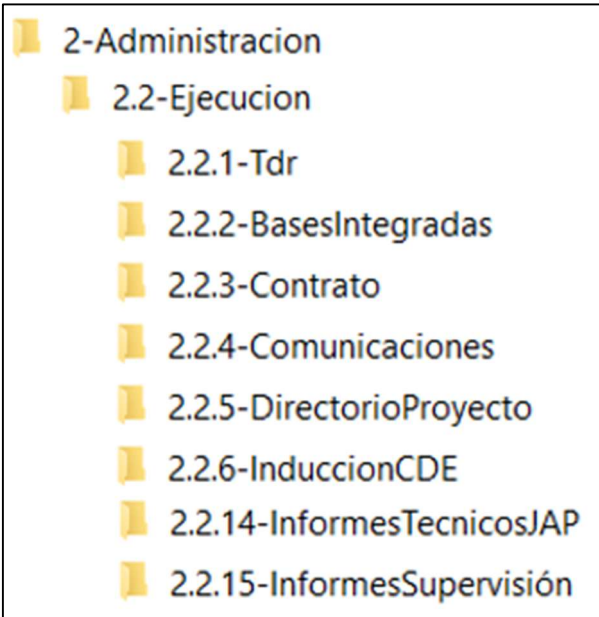 2-Administracion
2.2-Ejecucion
2.2.1-Tdr
2.2.2-BasesIntegradas
2.2.3-Contrato
2.2.4-Comunicaciones
2.2.5-DirectorioProyecto
2.2.6-InduccionCDE
2.2.14-InformesTecnicosJAP
2.2.15-InformesSupervisión